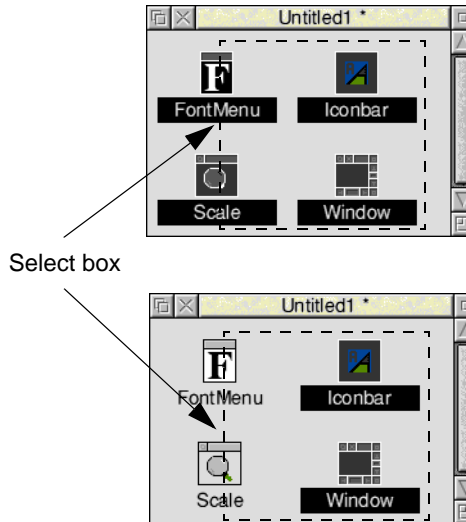 Untitled1 *
FontMenu
Iconbar
Scale
Window
Select box
Untitled1 *
FontMenu
Iconbar
Scale
Window